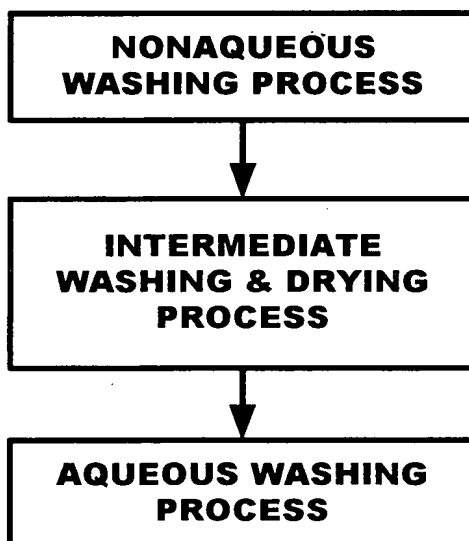 NONAQUEOUS
WASHING PROCESS
INTERMEDIATE
WASHING & DRYING
PROCESS
AQUEOUS WASHING
PROCESS